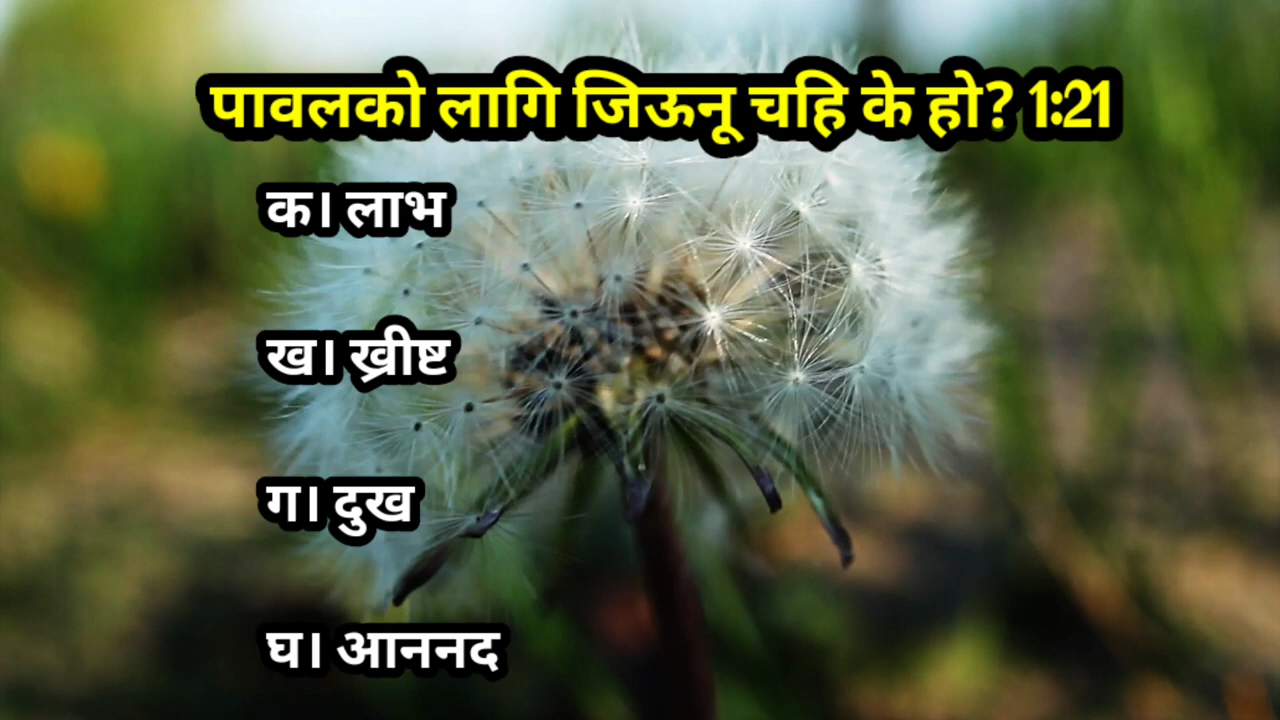 पावलको लागि जिऊनू चहि के हो? 1:21
क। लाभ
ख। ख्रीष्ट
ग। दुख
घ। आननद